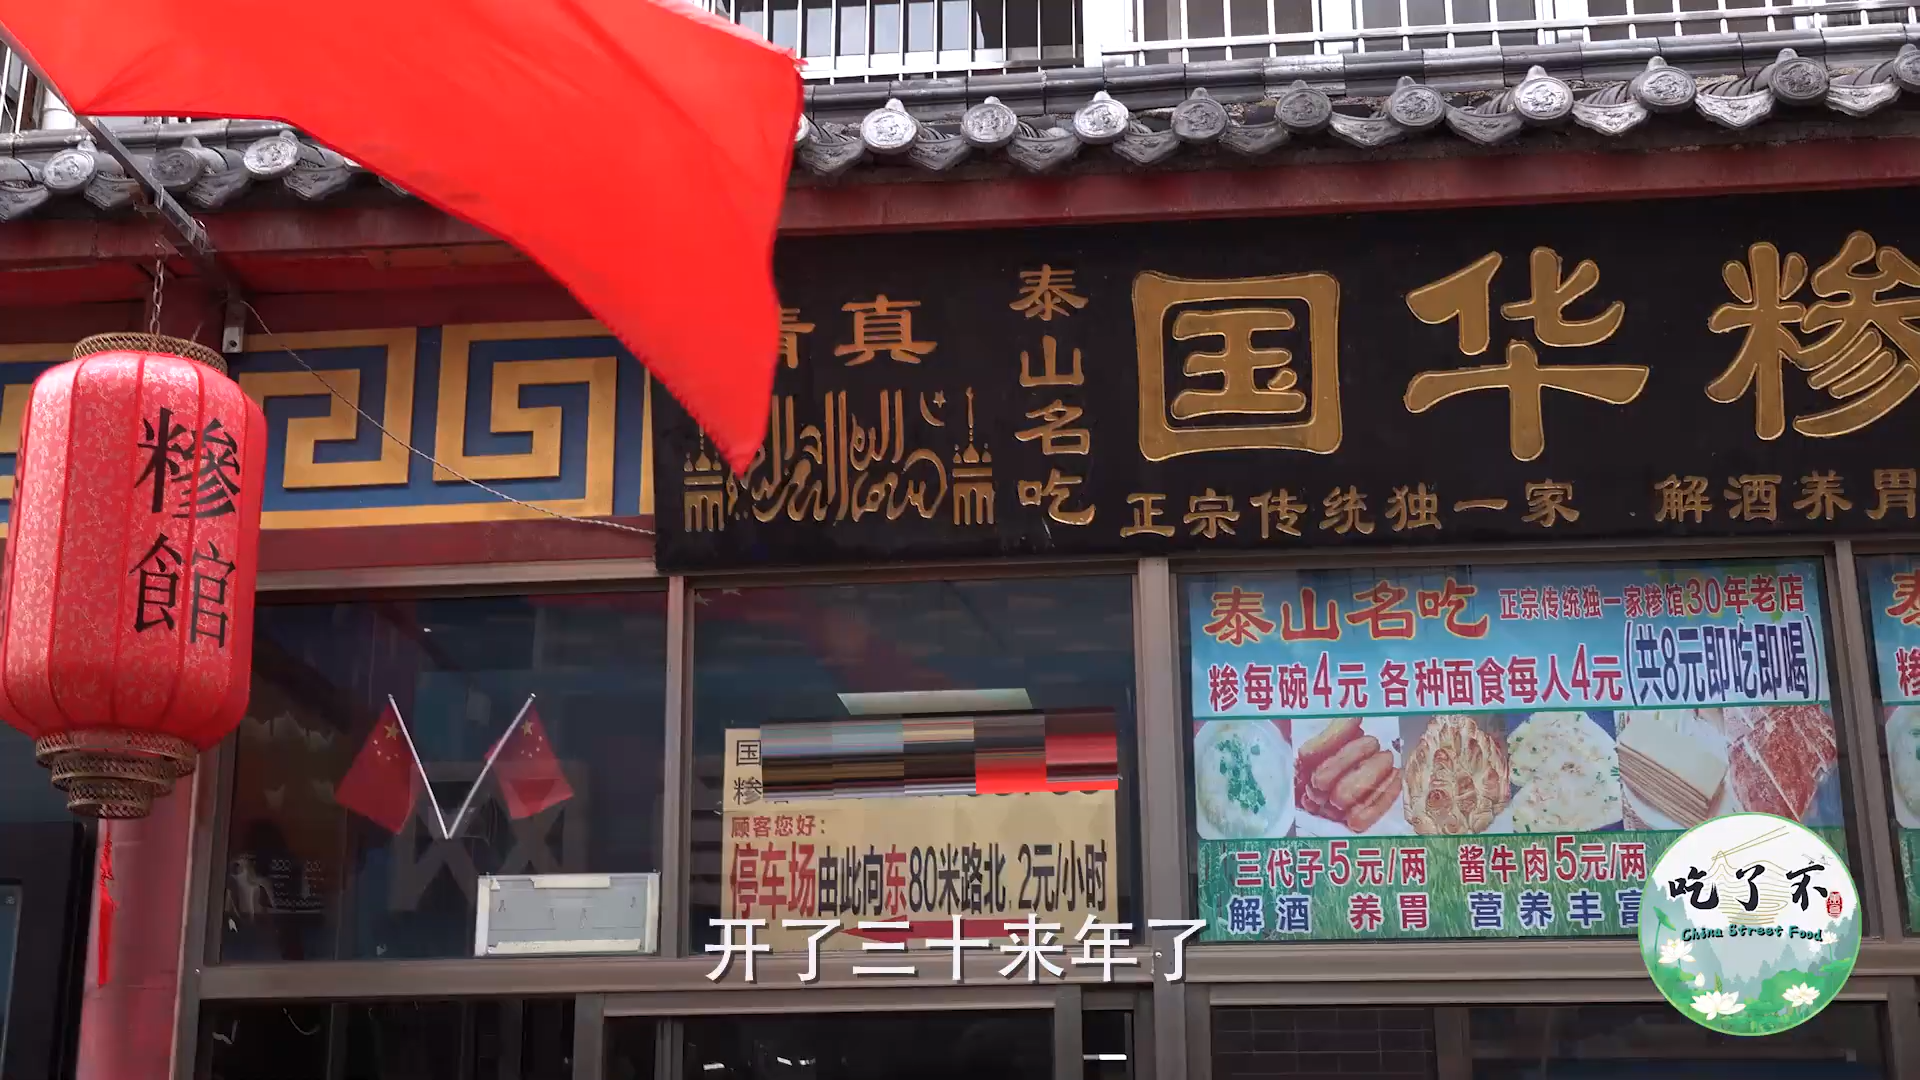 清真
泰山名吃
国华糁
正宗传统独一家 解酒养胃
糁館
泰山名吃 正宗传统独一家糁馆30年老店
糁每碗4元 各种面食每人4元(共8元即吃即喝)
三代子5元/两 酱牛肉5元/两
解酒 养胃 营养丰富
国
糁
顾客您好:
停车场由此向东80米路北 2元/小时
开了三十来年了
吃了不
China Street Food